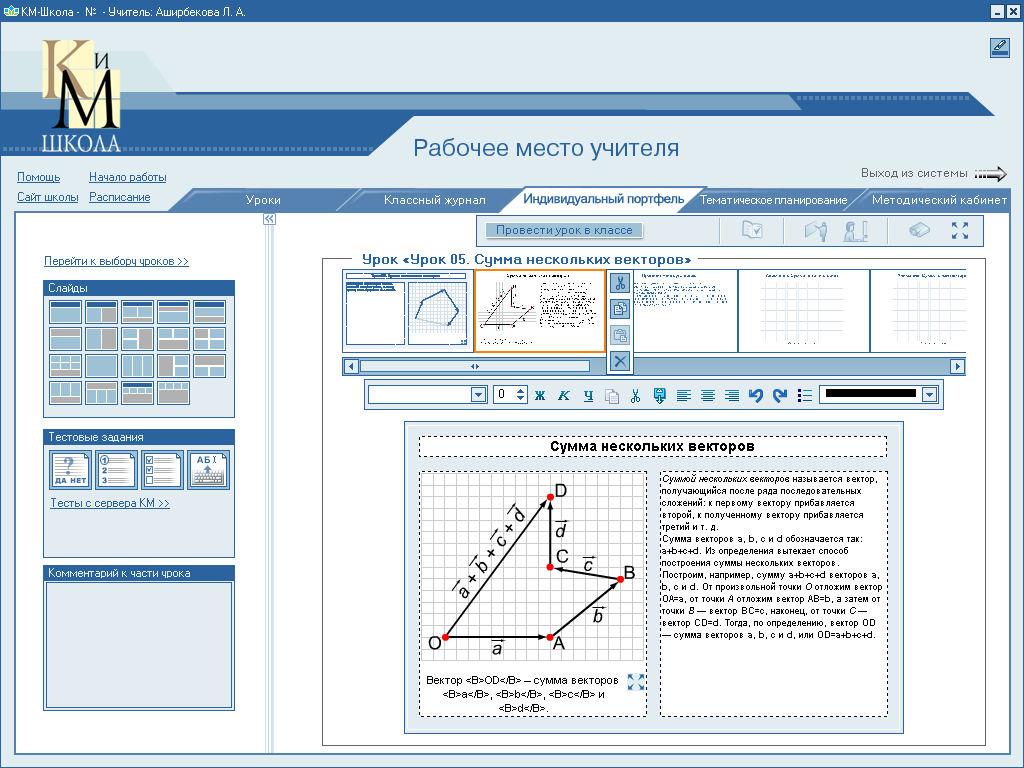 КМ-Школа - № - Учитель: Аширбекова Л. А.
К и М
ШКОЛА
Рабочее место учителя
Помощь Начало работы
Сайт школы Расписание
Выход из системы
Уроки Классный журнал Индивидуальный портфель Тематическое планирование Методический кабинет
Провести урок в классе
Перейти к выбору уроков >>
Урок «Урок 05. Сумма нескольких векторов»
Слайды
Ж К Ч
0
Тестовые задания
?
ДА НЕТ
1
2
3
АБ
Тесты с сервера КМ >>
Комментарий к части урока
Сумма нескольких векторов
D
a + b + c + d
d
C
c
B
b
O
a
A
Вектор <B>OD</B> – сумма векторов
<B>a</B>, <B>b</B>, <B>c</B> и
<B>d</B>.
Суммой нескольких векторов называется вектор,
получающийся после ряда последовательных
сложений: к первому вектору прибавляется
второй, к полученному вектору прибавляется
третий и т. д.
Сумма векторов a, b, c и d обозначается так:
a+b+c+d. Из определения вытекает способ
построения суммы нескольких векторов.
Построим, например, сумму a+b+c+d векторов a,
b, c и d. От произвольной точки O отложим вектор
OA=a, от точки A отложим вектор AB=b, а затем от
точки B — вектор BC=c, наконец, от точки C —
вектор CD=d. Тогда, по определению, вектор OD
— сумма векторов a, b, c и d, или OD=a+b+c+d.